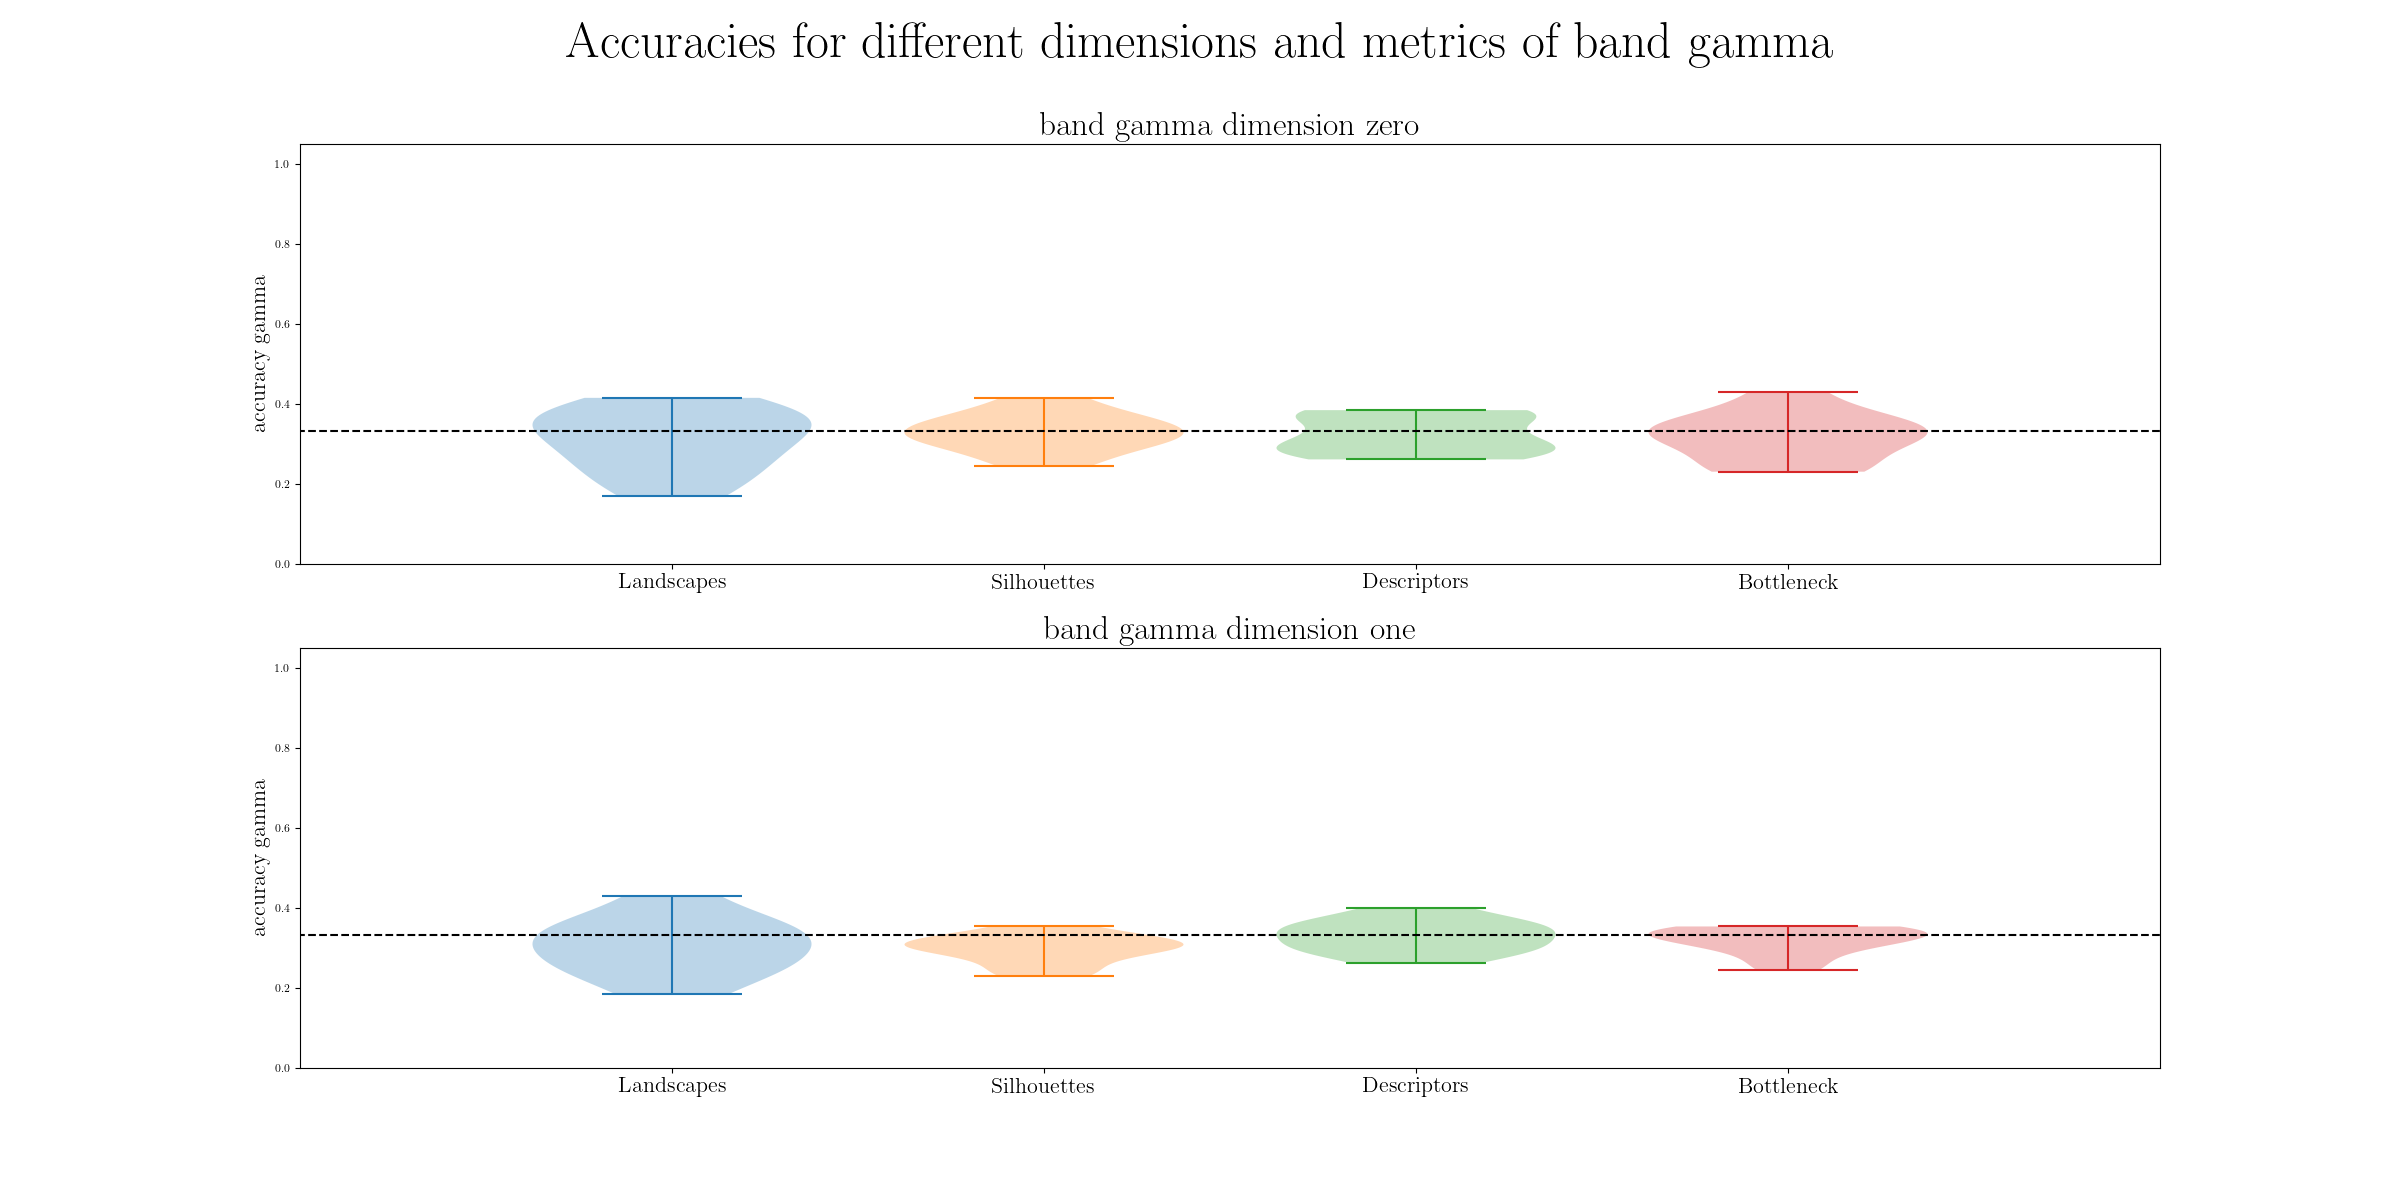 Accuracies for different dimensions and metrics of band gamma
band gamma dimension zero
1.0
0.8
0.6
0.4
0.2
0.0
accuracy gamma
Landscapes Silhouettes Descriptors Bottleneck
band gamma dimension one
1.0
0.8
0.6
0.4
0.2
0.0
accuracy gamma
Landscapes Silhouettes Descriptors Bottleneck